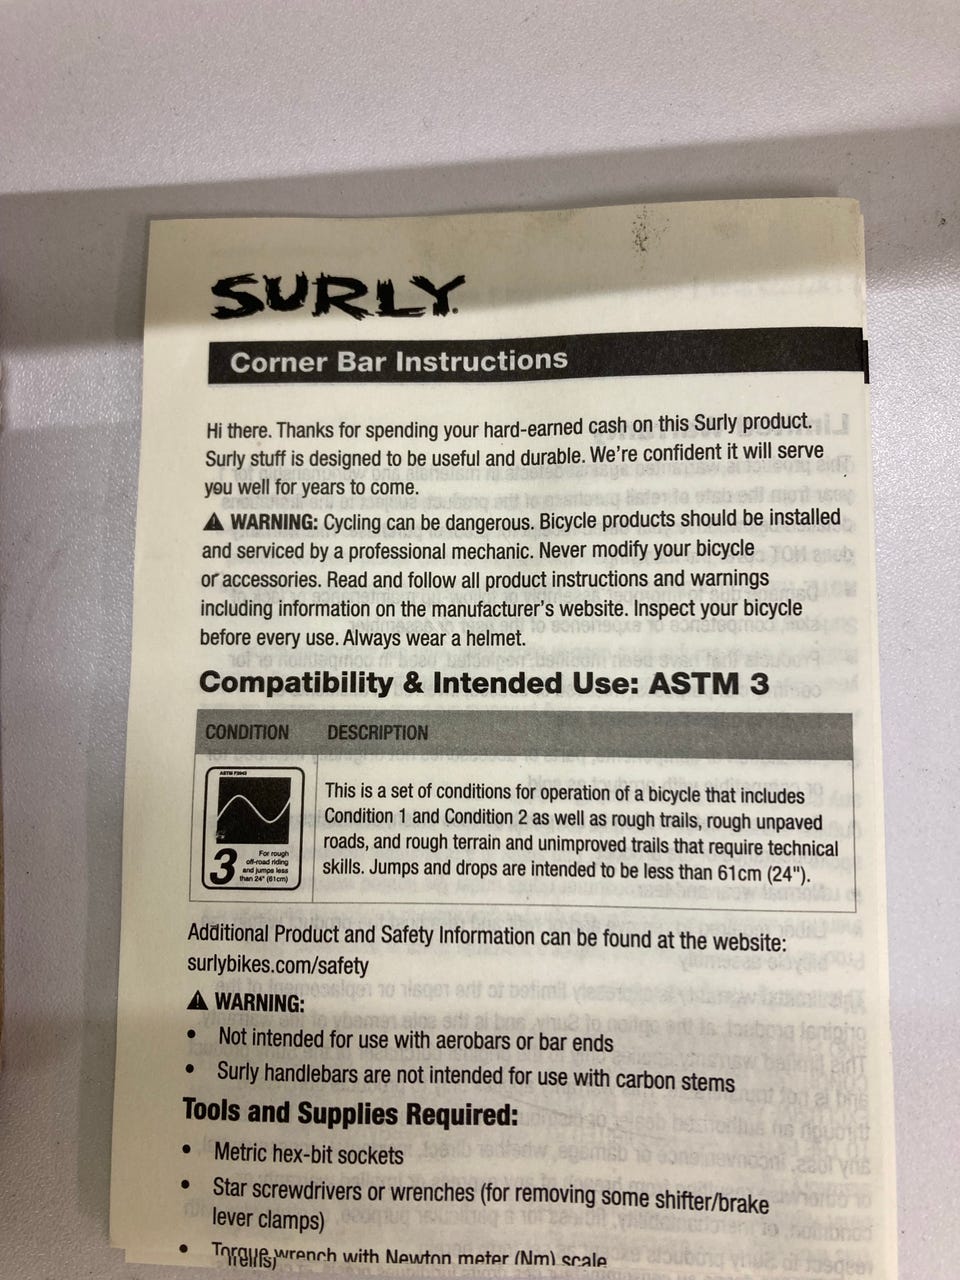 SURLY
Corner Bar Instructions
Hi there. Thanks for spending your hard-earned cash on this Surly product.
Surly stuff is designed to be useful and durable. We're confident it will serve
you well for years to come.
⚠ WARNING: Cycling can be dangerous. Bicycle products should be installed
and serviced by a professional mechanic. Never modify your bicycle
or accessories. Read and follow all product instructions and warnings
including information on the manufacturer's website. Inspect your bicycle
before every use. Always wear a helmet.
Compatibility & Intended Use: ASTM 3
CONDITION DESCRIPTION
ASTM F2043
3
For rough
off-road riding
and jumps less
than 24" (61cm)
This is a set of conditions for operation of a bicycle that includes
Condition 1 and Condition 2 as well as rough trails, rough unpaved
roads, and rough terrain and unimproved trails that require technical
skills. Jumps and drops are intended to be less than 61cm (24").
Additional Product and Safety Information can be found at the website:
surlybikes.com/safety
⚠ WARNING:
• Not intended for use with aerobars or bar ends
• Surly handlebars are not intended for use with carbon stems
Tools and Supplies Required:
• Metric hex-bit sockets
• Star screwdrivers or wrenches (for removing some shifter/brake
lever clamps)
• Torque wrench with Newton meter (Nm) scale